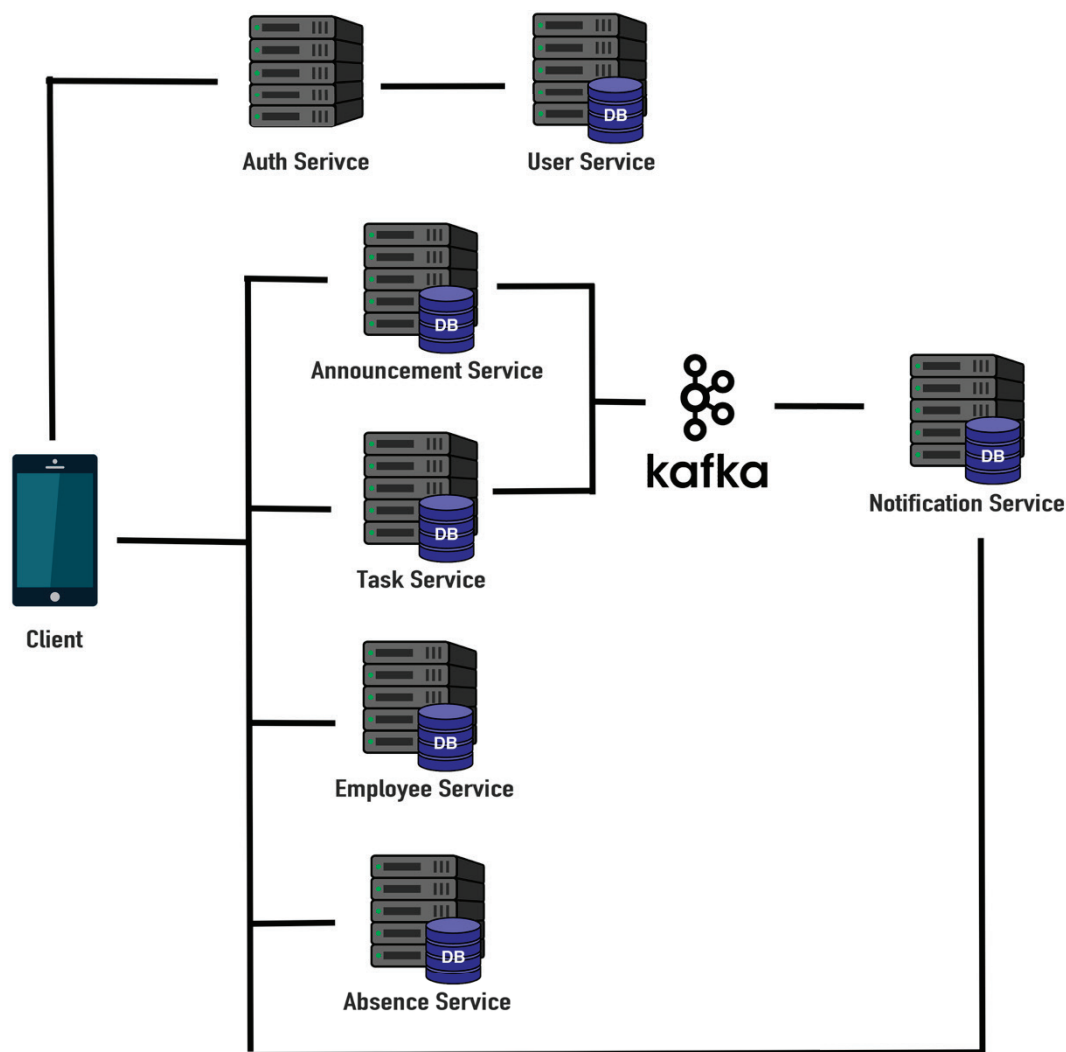 DB
Auth Serivce
User Service
DB
Announcement Service
kafka
DB
Notification Service
DB
Task Service
Client
DB
Employee Service
DB
Absence Service